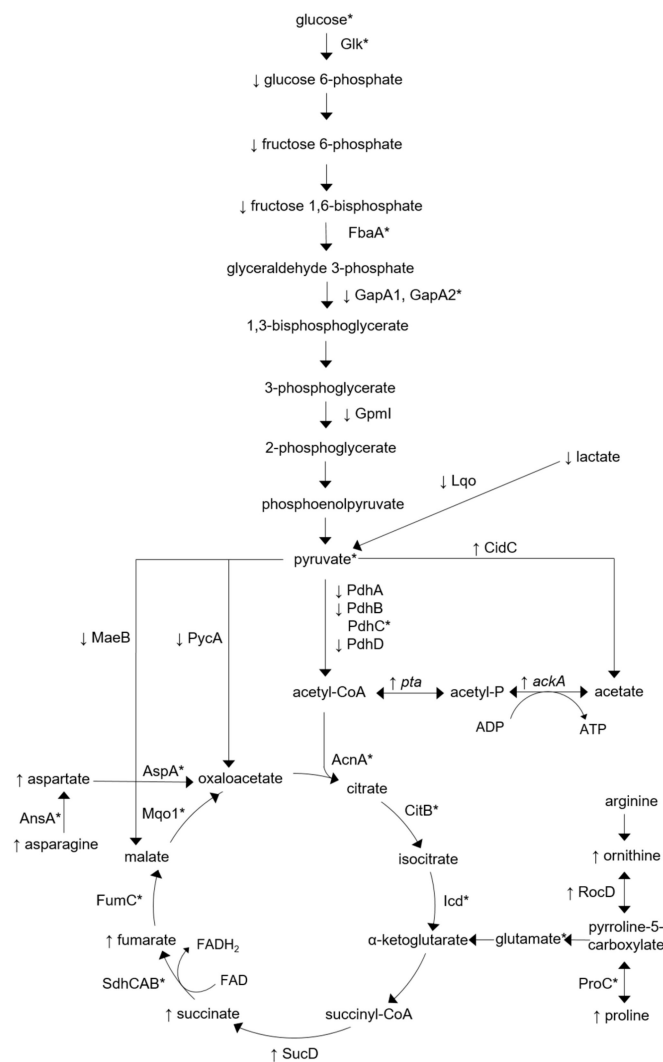 glucose*
Glk*
↓ glucose 6-phosphate
↓ fructose 6-phosphate
↓ fructose 1,6-bisphosphate
FbaA*
glyceraldehyde 3-phosphate
↓ GapA1, GapA2*
1,3-bisphosphoglycerate
3-phosphoglycerate
↓ GpmI
2-phosphoglycerate
↓ lactate
↓ Lqo
phosphoenolpyruvate
pyruvate*
↑ CidC
↓ PdhA
↓ PdhB
PdhC*
↓ PdhD
↓ MaeB
↓ PycA
acetyl-CoA
↑ pta
acetyl-P
↑ ackA
acetate
ADP
ATP
↑ aspartate
AspA*
oxaloacetate
AcnA*
citrate
AnsA*
↑ asparagine
Mqo1*
CitB*
arginine
malate
isocitrate
↑ ornithine
FumC*
Icd*
↑ RocD
↑ fumarate
FADH2
α-ketoglutarate
glutamate*
pyrroline-5-
carboxylate
SdhCAB*
FAD
ProC*
↑ succinate
succinyl-CoA
↑ proline
↑ SucD